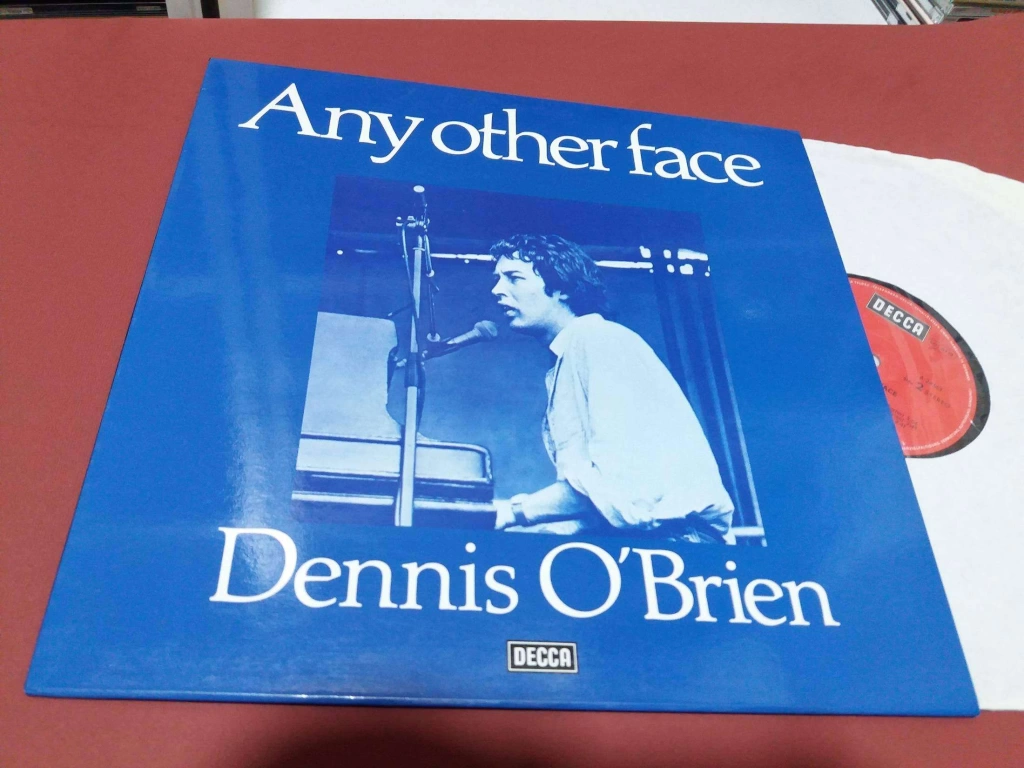 Any other face
Dennis O'Brien
DECCA
DECCA